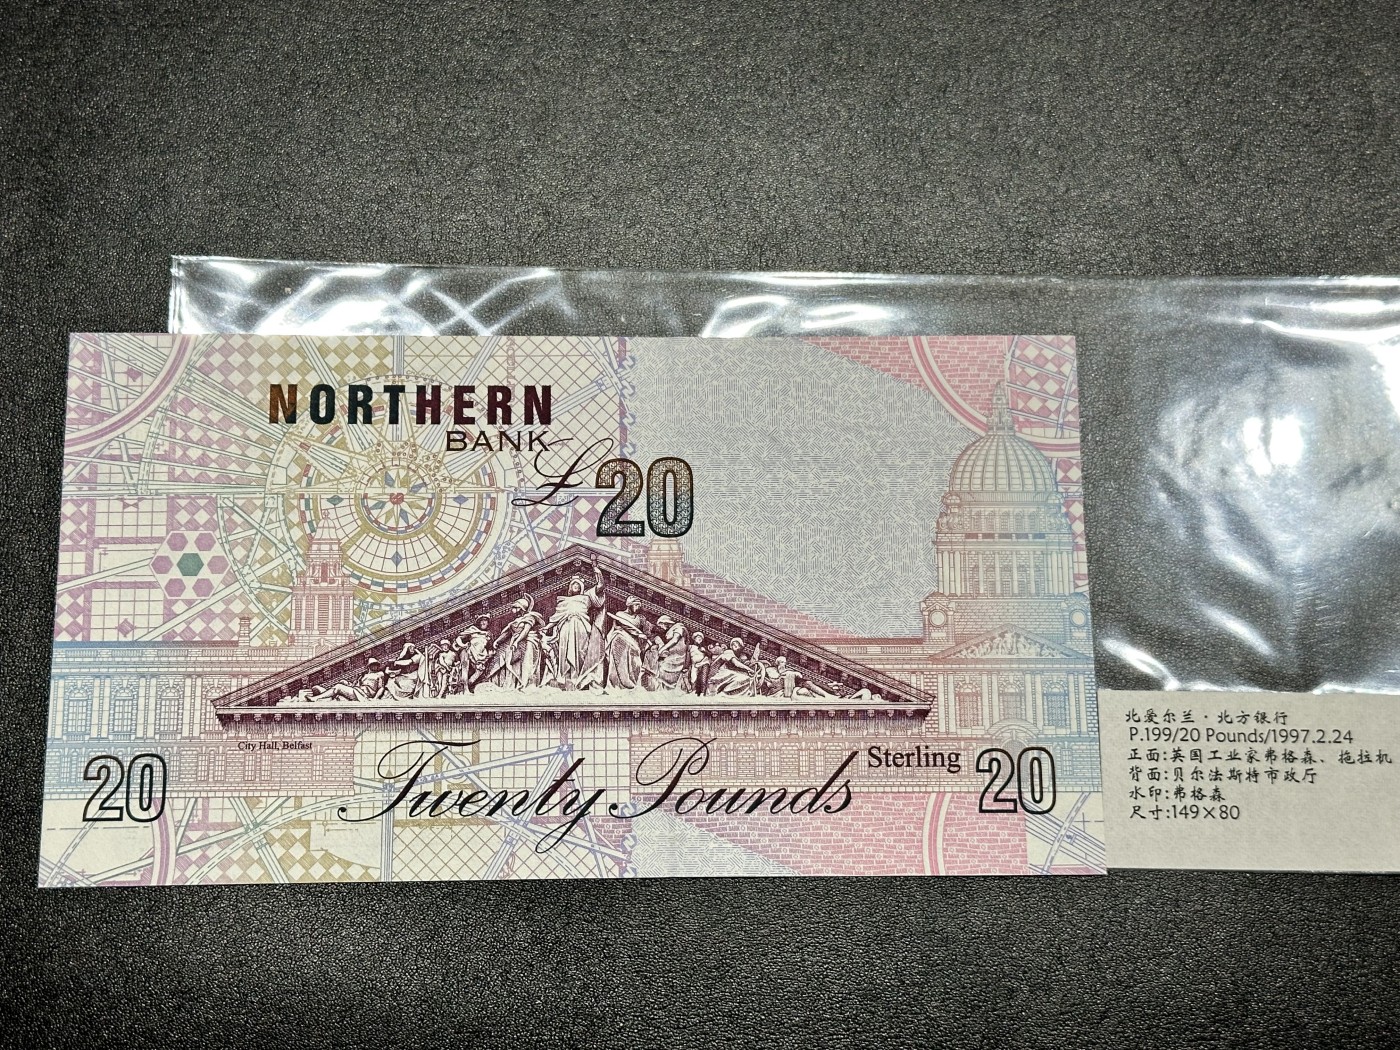 NORTHERN
BANK
£20
City Hall, Belfast
20
Twenty Pounds
Sterling
20
北爱尔兰·北方银行
P.199/20 Pounds/1997.2.24
正面:英国工业家弗格森、拖拉机
背面:贝尔法斯特市政厅
水印:弗格森
尺寸:149×80